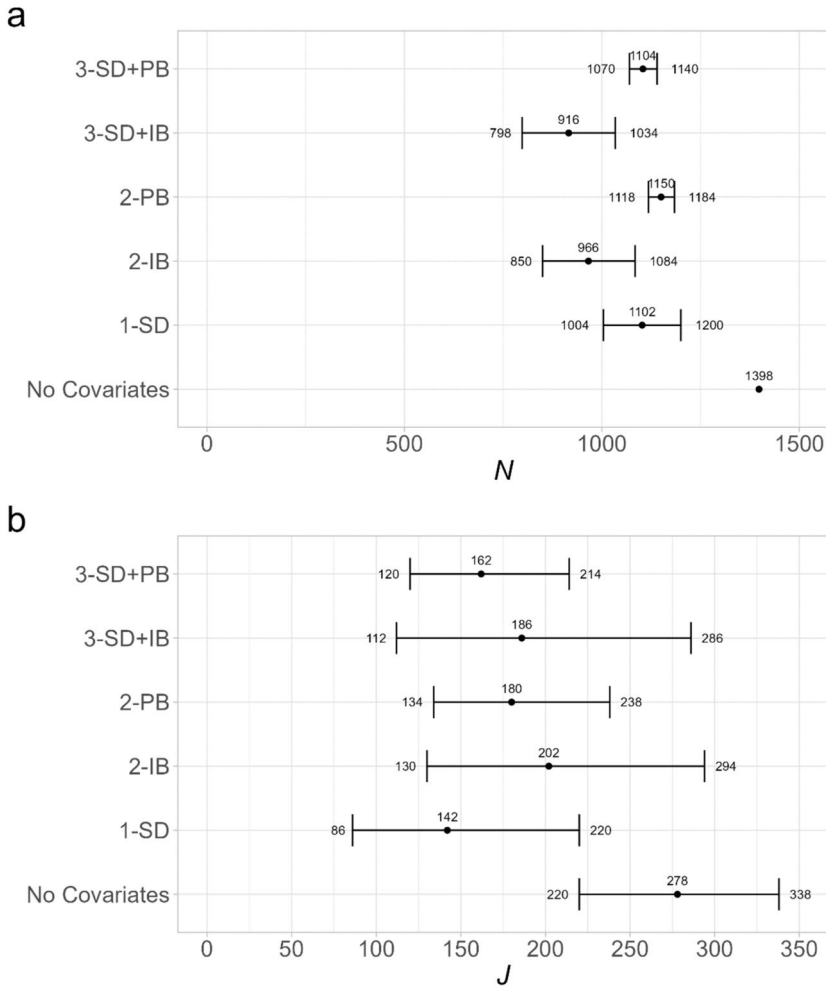 a
3-SD+PB
1070 1104 1140
3-SD+IB
798 916 1034
2-PB
1118 1150 1184
2-IB
850 966 1084
1-SD
1004 1102 1200
No Covariates
1398
0 500 1000 1500
N
b
3-SD+PB
120 162 214
3-SD+IB
112 186 286
2-PB
134 180 238
2-IB
130 202 294
1-SD
86 142 220
No Covariates
220 278 338
0 50 100 150 200 250 300 350
J